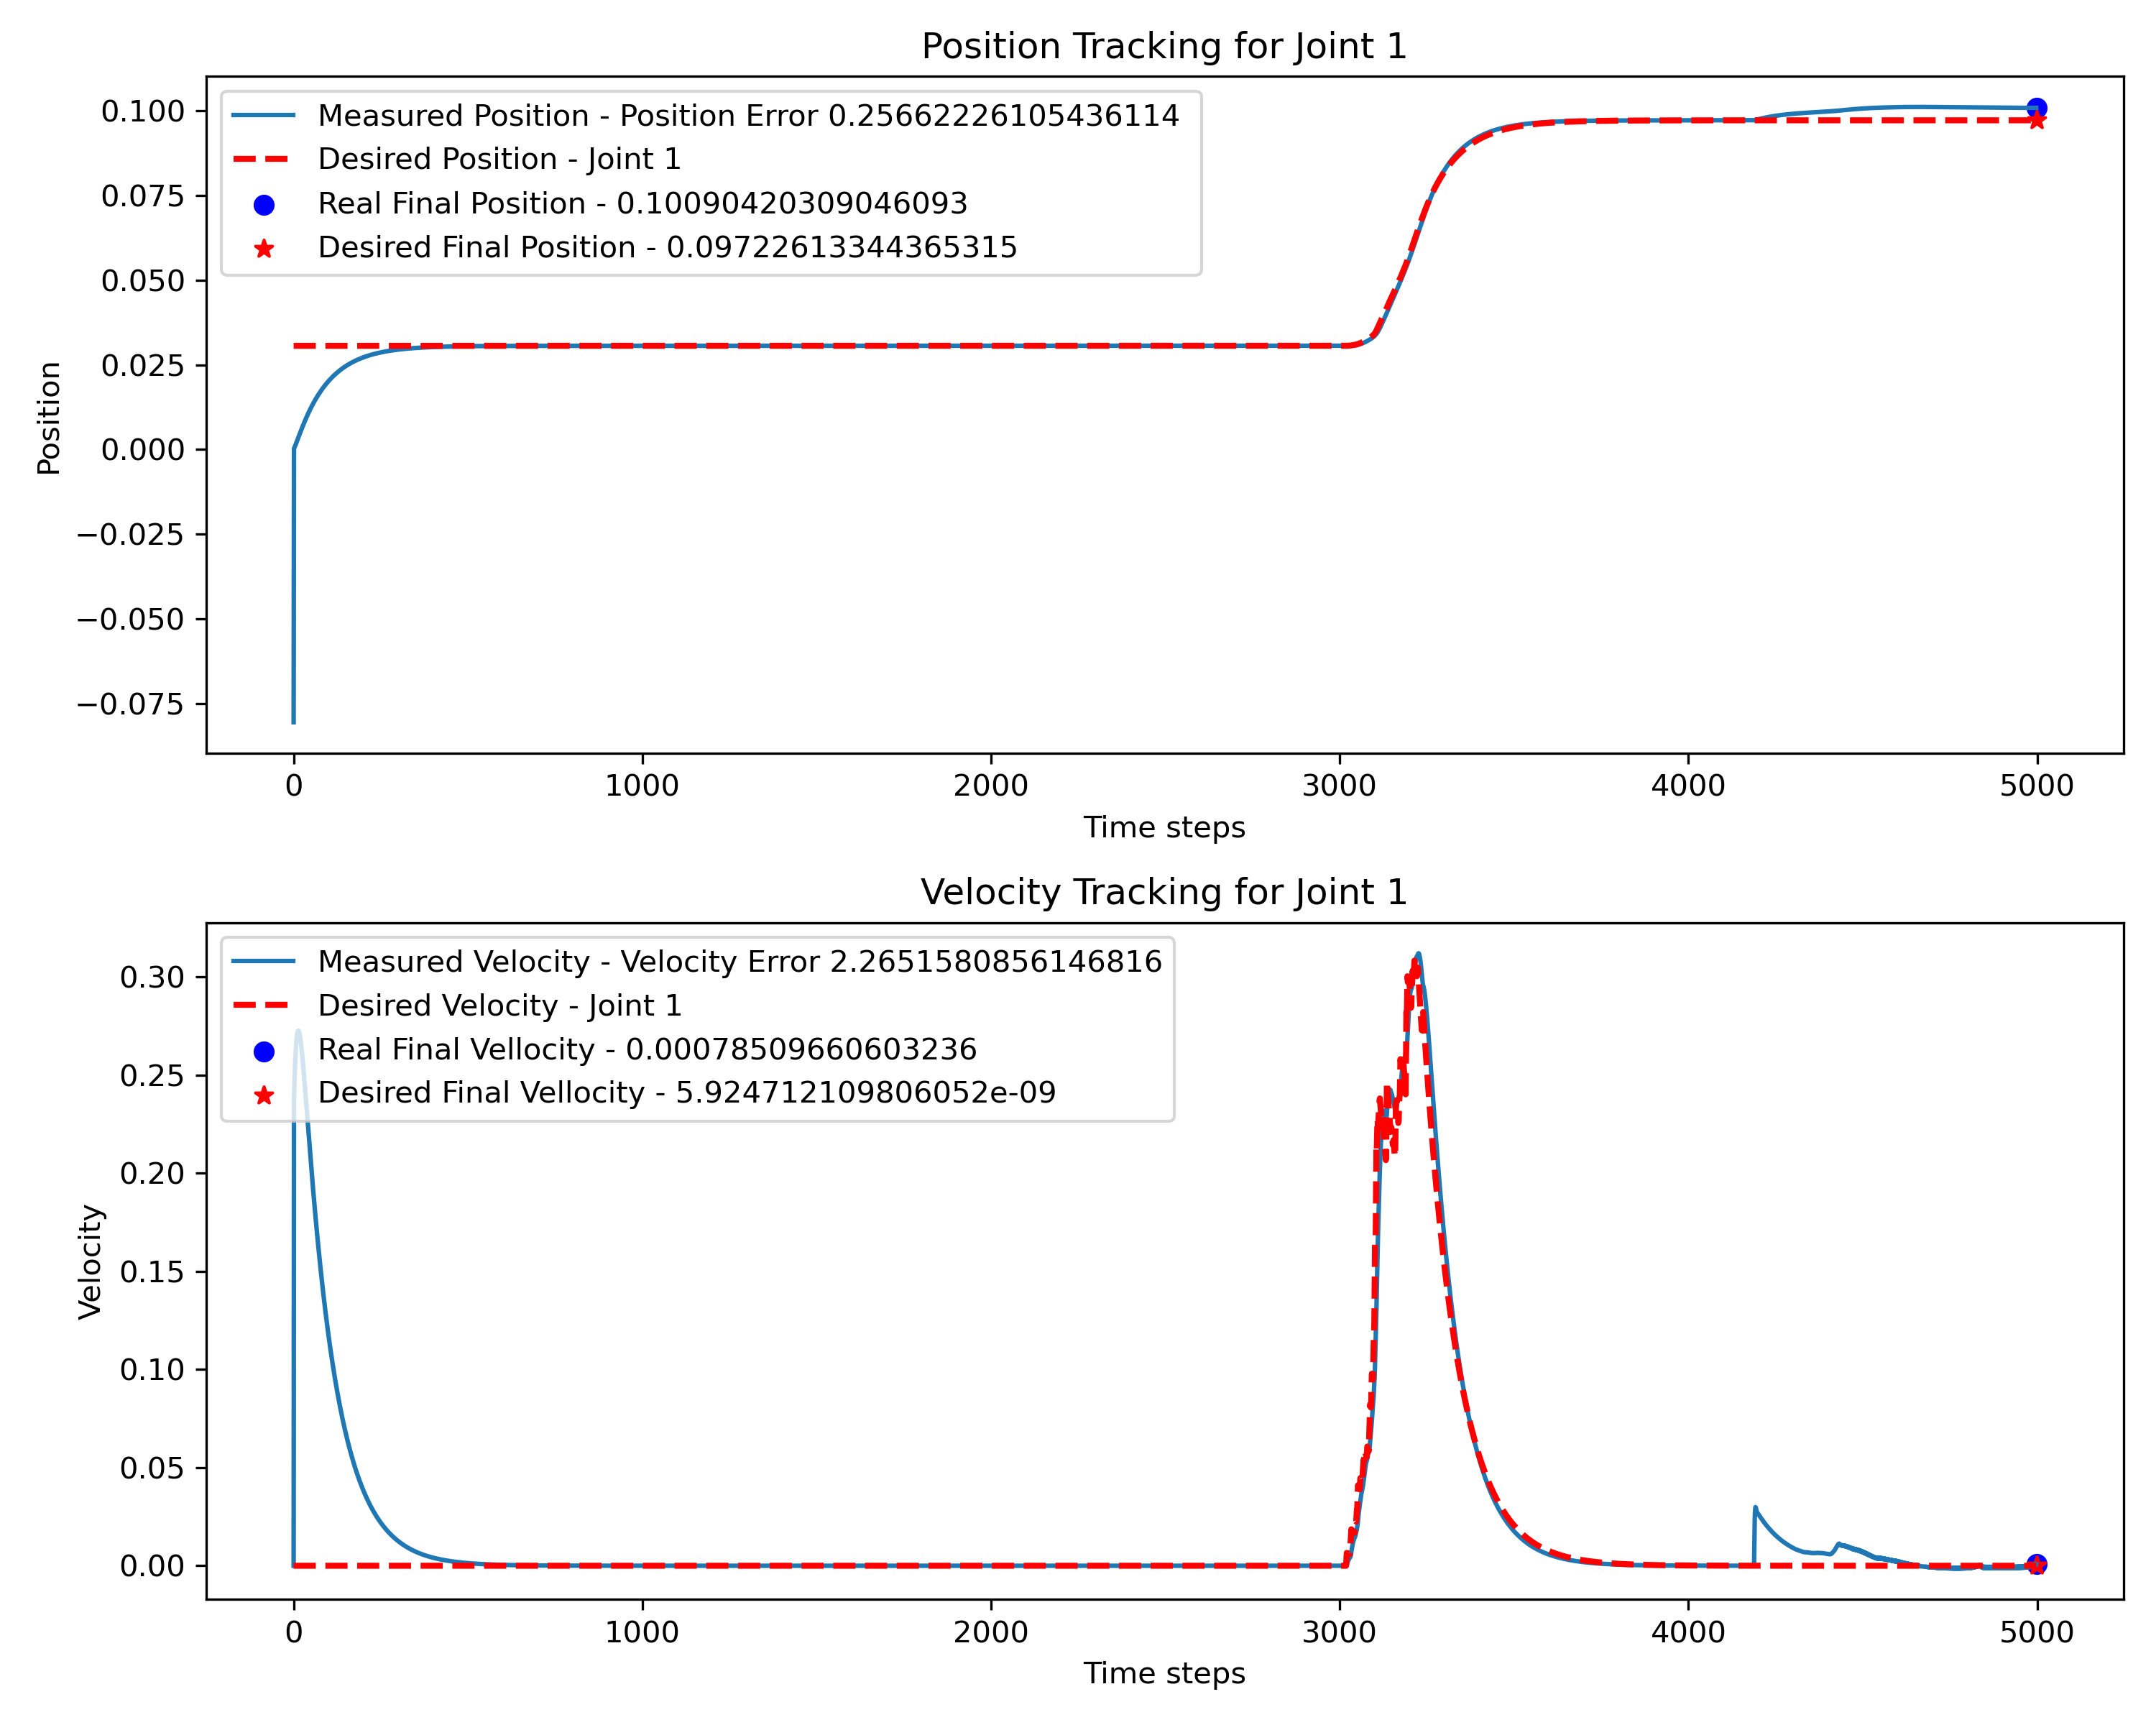 Position Tracking for Joint 1
Measured Position - Position Error 0.25662226105436114
Desired Position - Joint 1
Real Final Position - 0.10090420309046093
Desired Final Position - 0.09722613344365315
0.100
0.075
0.050
0.025
0.000
−0.025
−0.050
−0.075
Position
0 1000 2000 3000 4000 5000
Time steps
Velocity Tracking for Joint 1
Measured Velocity - Velocity Error 2.2651580856146816
Desired Velocity - Joint 1
Real Final Vellocity - 0.00078509660603236
Desired Final Vellocity - 5.924712109806052e-09
0.30
0.25
0.20
0.15
0.10
0.05
0.00
Velocity
0 1000 2000 3000 4000 5000
Time steps